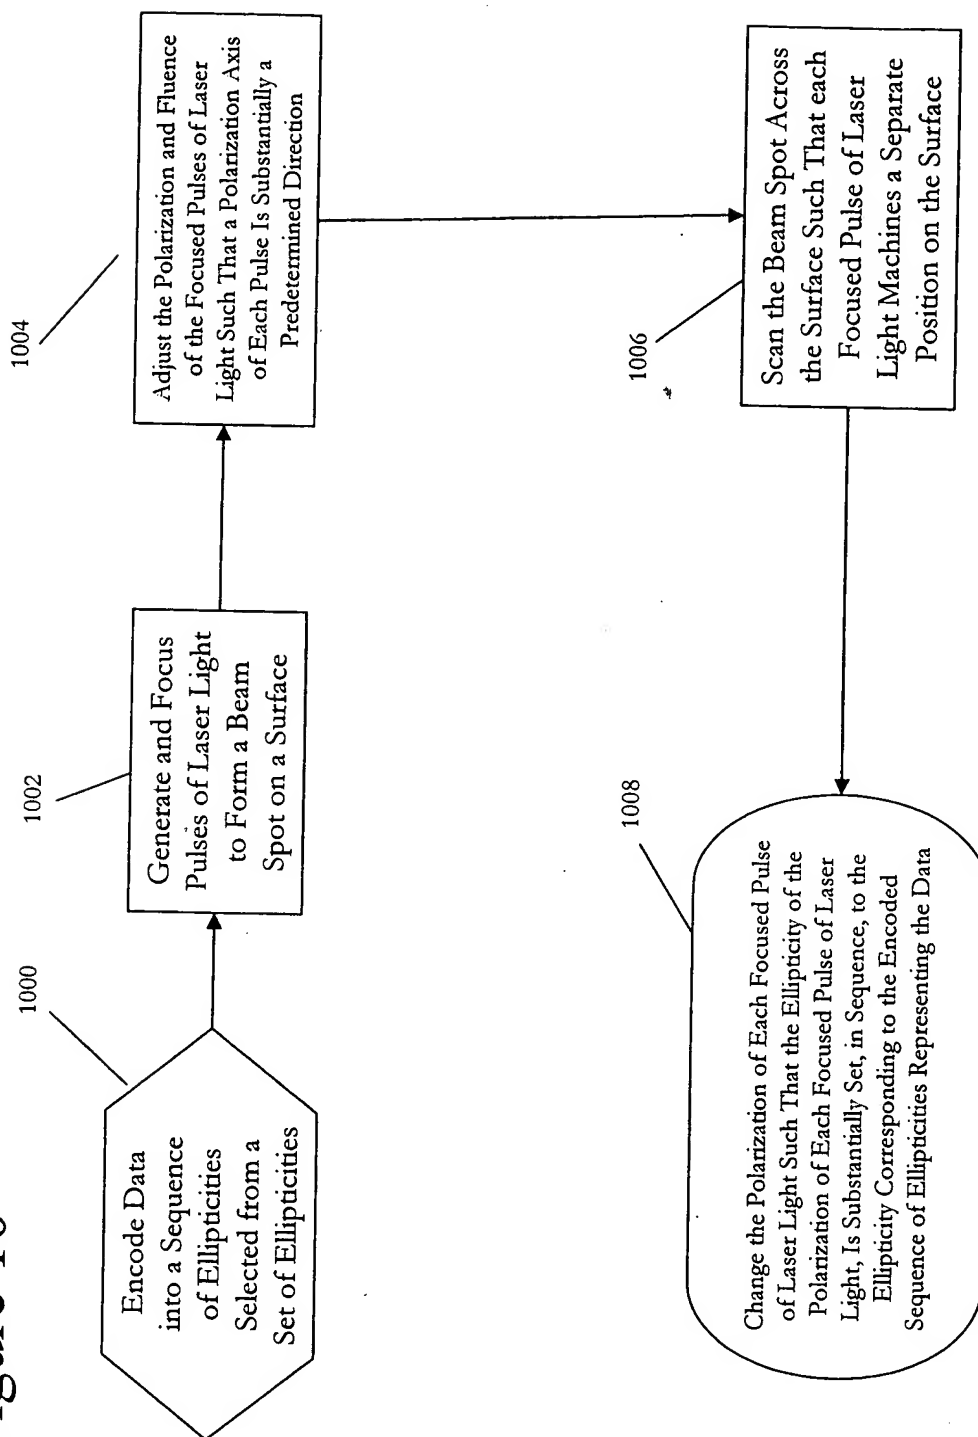 1000
Encode Data
into a Sequence
of Ellipticities
Selected from a
Set of Ellipticities
1002
Generate and Focus
Pulses of Laser Light
to Form a Beam
Spot on a Surface
1004
Adjust the Polarization and Fluence
of the Focused Pulses of Laser
Light Such That a Polarization Axis
of Each Pulse Is Substantially a
Predetermined Direction
1006
Scan the Beam Spot Across
the Surface Such That each
Focused Pulse of Laser
Light Machines a Separate
Position on the Surface
1008
Change the Polarization of Each Focused Pulse
of Laser Light Such That the Ellipticity of the
Polarization of Each Focused Pulse of Laser
Light, Is Substantially Set, in Sequence, to the
Ellipticity Corresponding to the Encoded
Sequence of Ellipticities Representing the Data